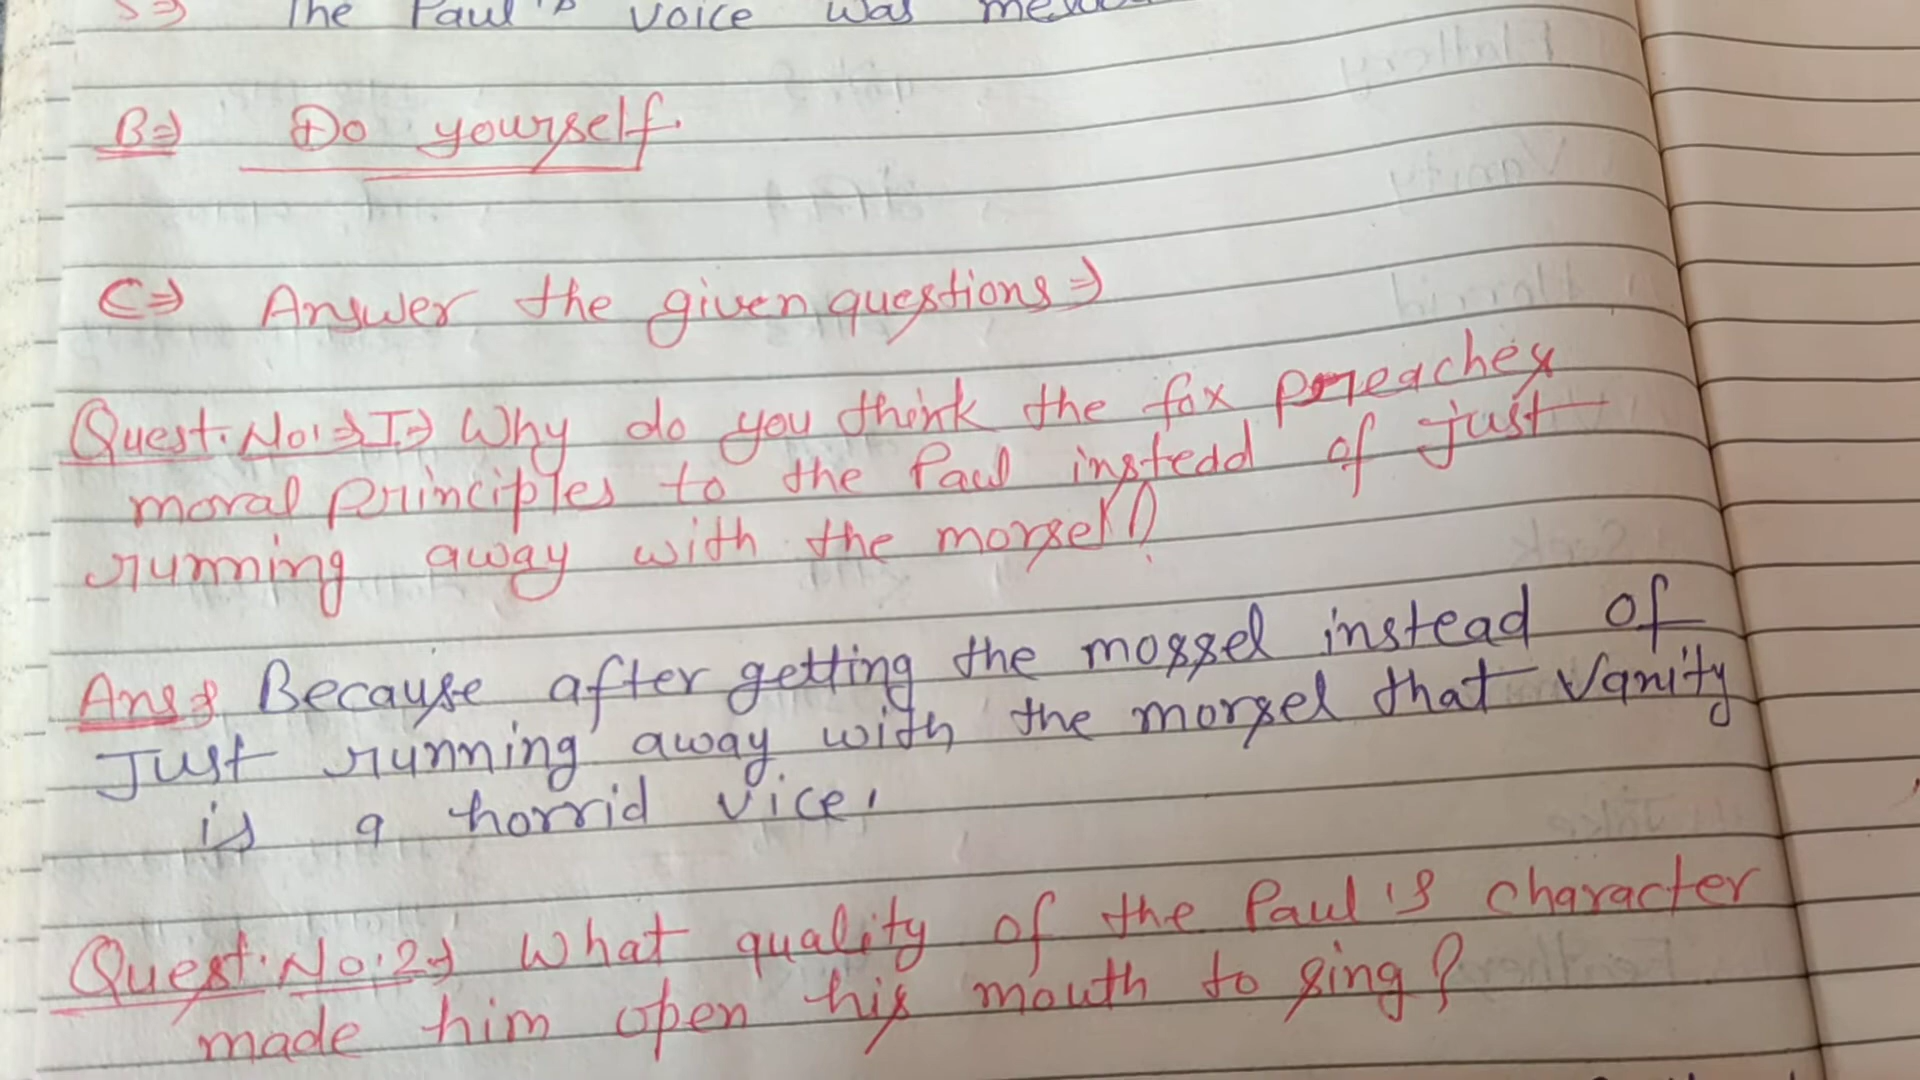 The Paul's voice was
B⇒ Do yourself.
C⇒ Answer the given questions⇒
Quest. No:1⇒I⇒ Why do you think the fox preaches
moral principles to the Paul instead of just
running away with the morsel?
Ans⇒ Because after getting the morsel instead of
Just running away with the morsel that vanity
is a horrid vice.
Quest. No. 2⇒ What quality of the Paul's character
made him open his mouth to sing?